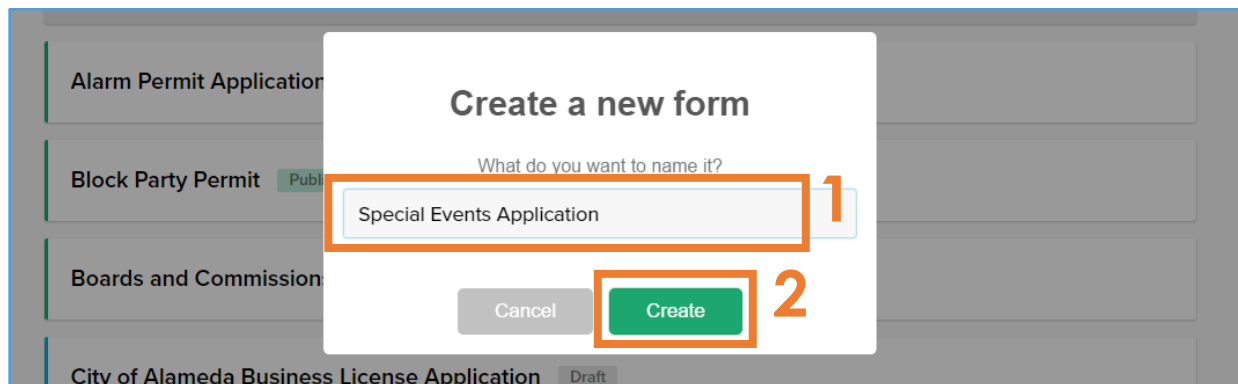 Alarm Permit Application
Create a new form
What do you want to name it?
Block Party Permit
Special Events Application
1
Boards and Commissions
Cancel
Create
2
City of Alameda Business License Application
Draft